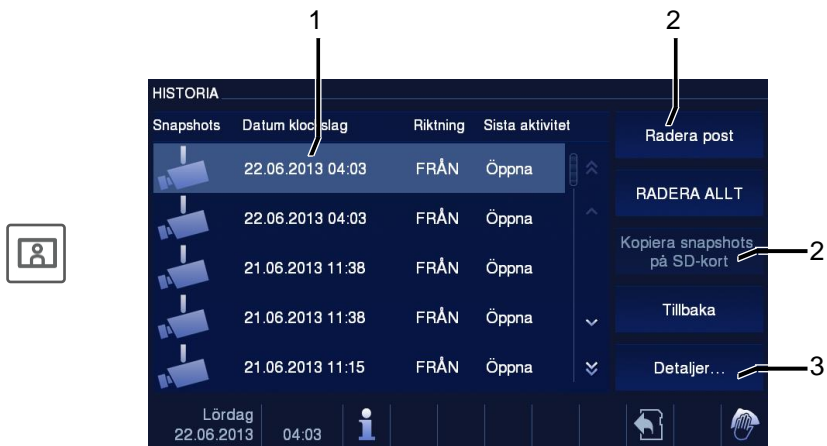 1
2
HISTORIA
Snapshots Datum klockslag Riktning Sista aktivitet
22.06.2013 04:03 FRÅN Öppna
22.06.2013 04:03 FRÅN Öppna
21.06.2013 11:38 FRÅN Öppna
21.06.2013 11:38 FRÅN Öppna
21.06.2013 11:15 FRÅN Öppna
Radera post
RADERA ALLT
Kopiera snapshots
på SD-kort
2
Tillbaka
Detaljer...
3
Lördag
22.06.2013 04:03